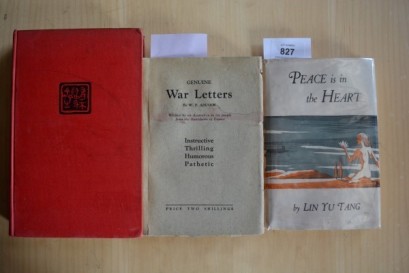 GENUINE
War Letters
Instructive
Thrilling
Humorous
Pathetic
PRICE TWO SHILLINGS
827
PEACE is in
the HEART
by LIN YU TANG